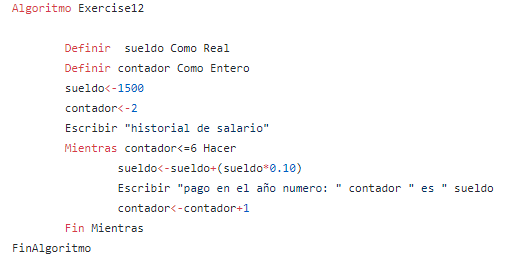 Algoritmo Exercise12
Definir  sueldo Como Real
Definir contador Como Entero
sueldo<-1500
contador<-2
Escribir "historial de salario"
Mientras contador<=6 Hacer
sueldo<-sueldo+(sueldo*0.10)
Escribir "pago en el año numero: " contador " es " sueldo
contador<-contador+1
Fin Mientras
FinAlgoritmo